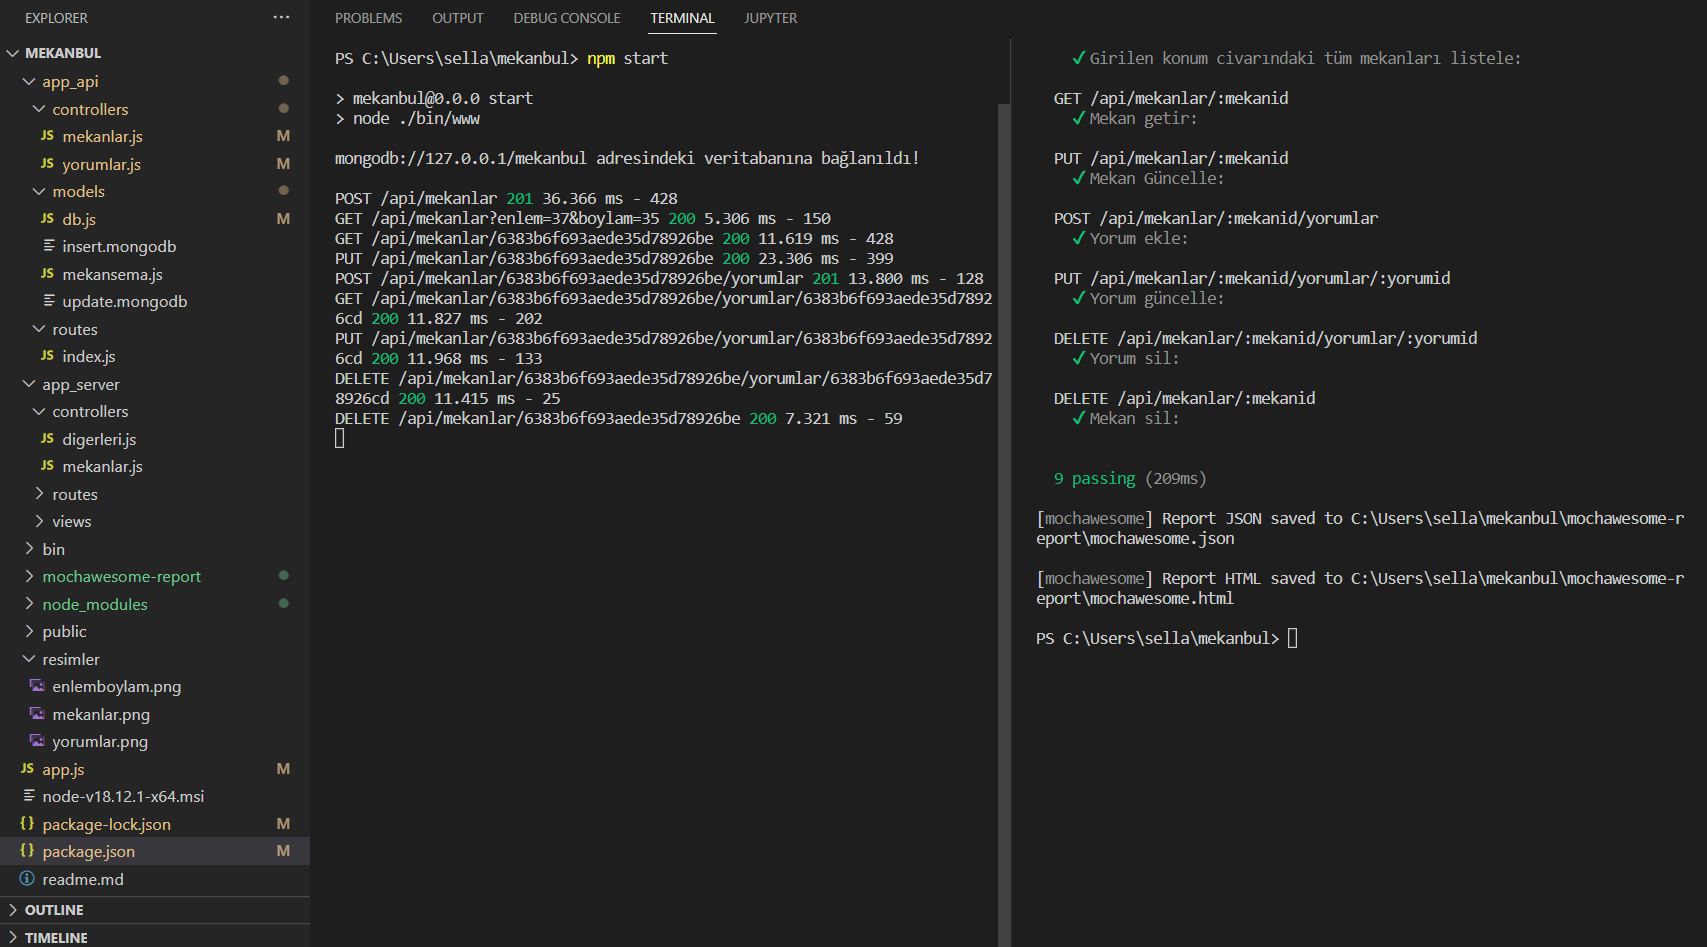 EXPLORER
MEKANBUL
app_api
controllers
JS mekanlar.js M
JS yorumlar.js M
models
JS db.js M
insert.mongodb
JS mekansema.js
update.mongodb
routes
JS index.js
app_server
controllers
JS digerleri.js
JS mekanlar.js
routes
views
bin
mochawesome-report
node_modules
public
resimler
enlemboylam.png
mekanlar.png
yorumlar.png
JS app.js M
node-v18.12.1-x64.msi
{} package-lock.json M
{} package.json M
readme.md
OUTLINE
TIMELINE
PROBLEMS OUTPUT DEBUG CONSOLE TERMINAL JUPYTER
PS C:\Users\sella\mekanbul> npm start
> mekanbul@0.0.0 start
> node ./bin/www
mongodb://127.0.0.1/mekanbul adresindeki veritabanına bağlanıldı!
POST /api/mekanlar 201 36.366 ms - 428
GET /api/mekanlar?enlem=37&boylam=35 200 5.306 ms - 150
GET /api/mekanlar/6383b6f693aede35d78926be 200 11.619 ms - 428
PUT /api/mekanlar/6383b6f693aede35d78926be 200 23.306 ms - 399
POST /api/mekanlar/6383b6f693aede35d78926be/yorumlar 201 13.800 ms - 128
GET /api/mekanlar/6383b6f693aede35d78926be/yorumlar/6383b6f693aede35d7892
6cd 200 11.827 ms - 202
PUT /api/mekanlar/6383b6f693aede35d78926be/yorumlar/6383b6f693aede35d7892
6cd 200 11.968 ms - 133
DELETE /api/mekanlar/6383b6f693aede35d78926be/yorumlar/6383b6f693aede35d7
8926cd 200 11.415 ms - 25
DELETE /api/mekanlar/6383b6f693aede35d78926be 200 7.321 ms - 59
✓ Girilen konum civarındaki tüm mekanları listele:
GET /api/mekanlar/:mekanid
✓ Mekan getir:
PUT /api/mekanlar/:mekanid
✓ Mekan Güncelle:
POST /api/mekanlar/:mekanid/yorumlar
✓ Yorum ekle:
PUT /api/mekanlar/:mekanid/yorumlar/:yorumid
✓ Yorum güncelle:
DELETE /api/mekanlar/:mekanid/yorumlar/:yorumid
✓ Yorum sil:
DELETE /api/mekanlar/:mekanid
✓ Mekan sil:
9 passing (209ms)
[mochawesome] Report JSON saved to C:\Users\sella\mekanbul\mochawesome-r
eport\mochawesome.json
[mochawesome] Report HTML saved to C:\Users\sella\mekanbul\mochawesome-r
eport\mochawesome.html
PS C:\Users\sella\mekanbul>